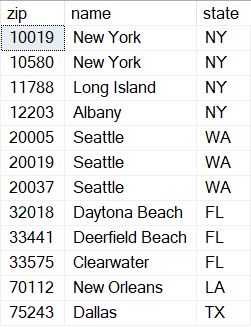 zip name state
10019 New York NY
10580 New York NY
11788 Long Island NY
12203 Albany NY
20005 Seattle WA
20019 Seattle WA
20037 Seattle WA
32018 Daytona Beach FL
33441 Deerfield Beach FL
33575 Clearwater FL
70112 New Orleans LA
75243 Dallas TX